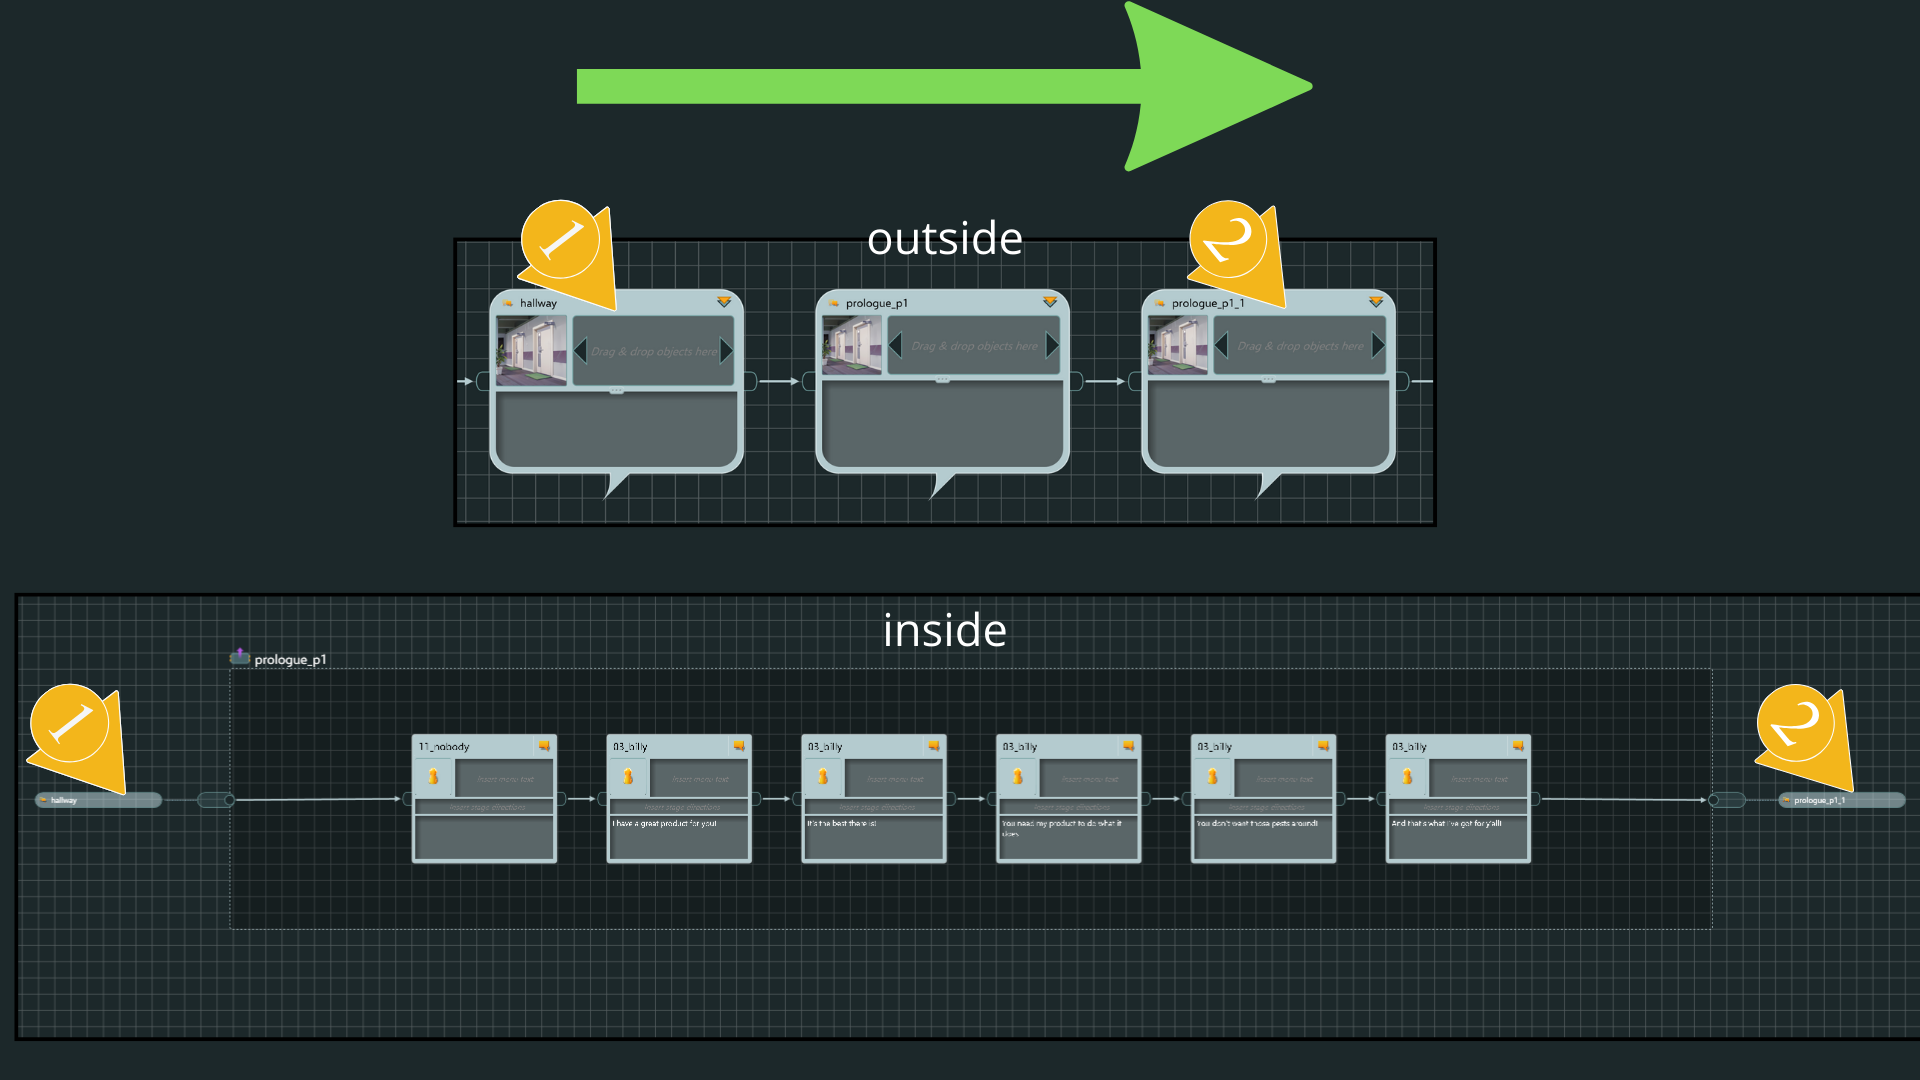 1
outside
2
hallway
prologue_p1
prologue_p1_1
Drag & drop objects here
Drag & drop objects here
Drag & drop objects here
inside
prologue_p1
1
2
11_nobody
03_billy
03_billy
03_billy
03_billy
03_billy
Insert menu text
Insert menu text
Insert menu text
Insert menu text
Insert menu text
Insert menu text
hallway
prologue_p1_1
Insert stage directions
Insert stage directions
Insert stage directions
Insert stage directions
Insert stage directions
Insert stage directions
I have a great product for you!
It's the best there is!
You need my product to do what it
does.
You don't want those pests around!
And that's what I've got for y'all!